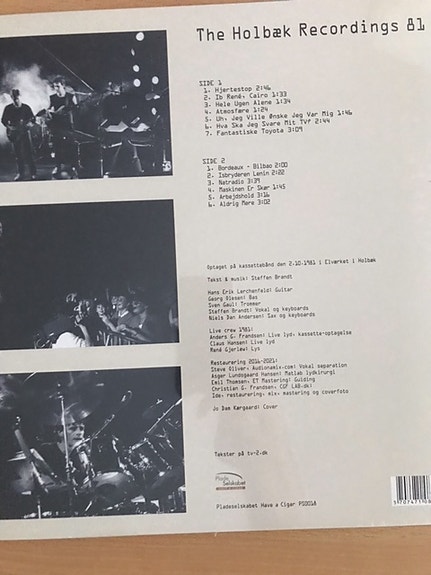 The Holbæk Recordings 81
SIDE 1
1. Hjertestop 2:46
2. Ib René, Cairo 1:33
3. Hele Ugen Alene 1:34
4. Atmosfære 1:24
5. Uh, Jeg Ville Ønske Jeg Var Mig 1:46
6. Hva Ska Jeg Svare Mit TV? 2:44
7. Fantastiske Toyota 3:09
SIDE 2
1. Bordeaux - Bilbao 2:00
2. Isbryderen Lenin 2:22
3. Natradio 3:39
4. Maskinen Er Skør 1:45
5. Arbejdshold 3:16
6. Aldrig Mere 3:02
Optaget på kassettebånd den 2.10.1981 i Elværket i Holbæk
Tekst & musik: Steffen Brandt
Hans Erik Lerchenfeld: Guitar
Georg Olesen: Bas
Sven Gaul: Trommer
Steffen Brandt: Vokal og keyboards
Niels Dan Andersen: Sax og keyboards
Live crew 1981:
Anders G. Frandsen: Live lyd, kassette-optagelse
Claus Hansen: Live lyd
René Gjerløw: Lys
Restaurering 2016-2021:
Steve Oliver, Audionamix.com: Vokal separation
Asger Lundsgaard Hansen: Matlab lydkirurgi
Emil Thomsen, ET Mastering: Guiding
Christian G. Frandsen, CGF LAB.dk:
Ide, restaurering, mix, mastering og coverfoto
Jo Dam Kærgaard: Cover
Tekster på tv-2.dk
Plade
Selskabet
Pladeselskabet Have a Cigar PS0018